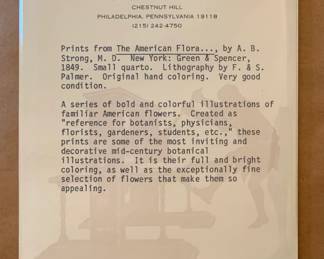 CHESTNUT HILL
PHILADELPHIA, PENNSYLVANIA 19118
(215) 242-4750
Prints from The American Flora..., by A. B.
Strong, M. D.  New York: Green & Spencer,
1849.  Small quarto.  Lithography by F. & S.
Palmer.  Original hand coloring.  Very good
condition.
A series of bold and colorful illustrations of
familiar American flowers.  Created as
"reference for botanists, physicians,
florists, gardeners, students, etc.," these
prints are some of the most inviting and
decorative mid-century botanical
illustrations.  It is their full and bright
coloring, as well as the exceptionally fine
selection of flowers that make them so
appealing.